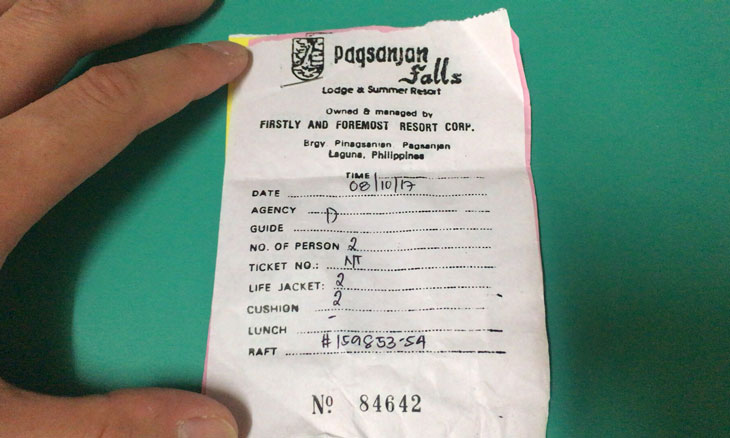 Pagsanjan
Falls
Lodge & Summer Resort
Owned & managed by
FIRSTLY AND FOREMOST RESORT CORP.
Brgy Pinagsanjan Pagsanjan
Laguna, Philippines
TIME
DATE 08/10/17
AGENCY D
GUIDE
NO. OF PERSON 2
TICKET NO.: NT
LIFE JACKET: 2
CUSHION 2
LUNCH -
RAFT #159853-54
Nº 84642